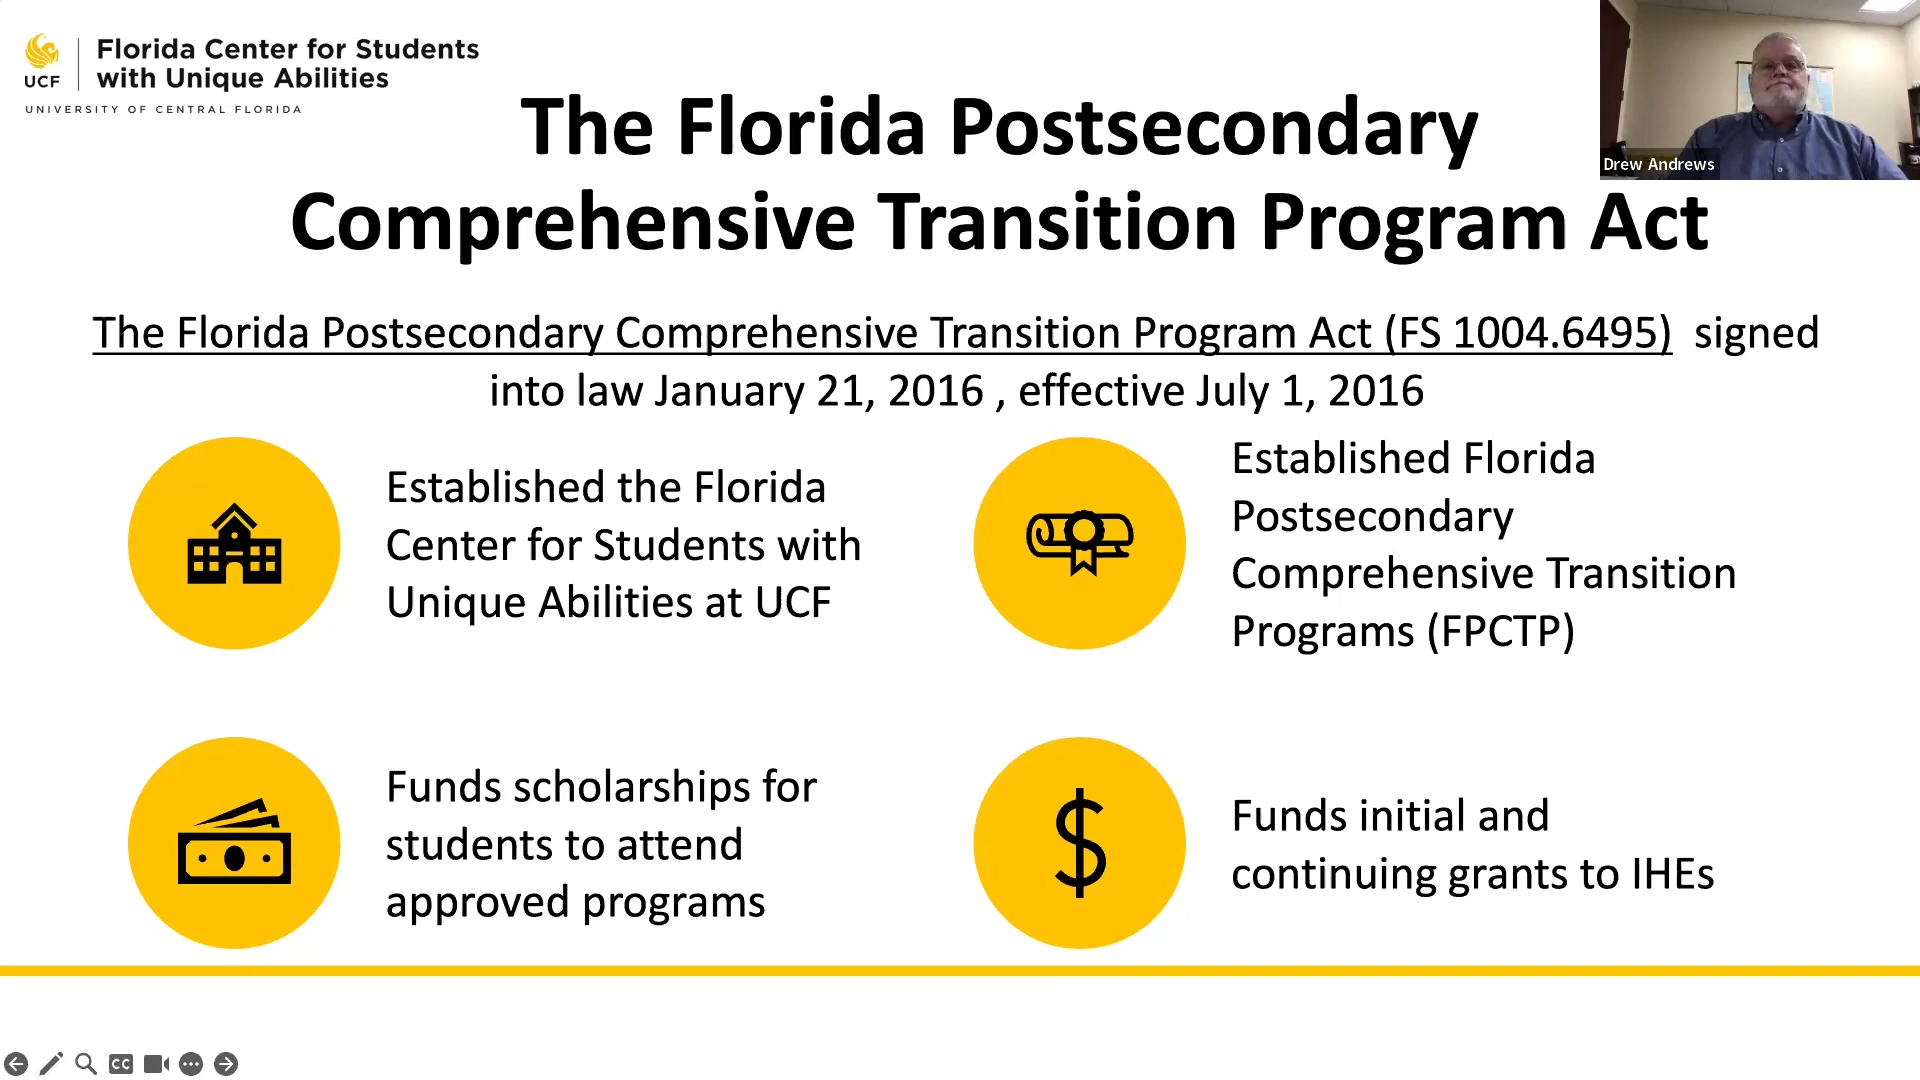 UCF
Florida Center for Students
with Unique Abilities
UNIVERSITY OF CENTRAL FLORIDA
Drew Andrews
The Florida Postsecondary
Comprehensive Transition Program Act
The Florida Postsecondary Comprehensive Transition Program Act (FS 1004.6495)  signed
into law January 21, 2016 , effective July 1, 2016
Established the Florida
Center for Students with
Unique Abilities at UCF
Established Florida
Postsecondary
Comprehensive Transition
Programs (FPCTP)
Funds scholarships for
students to attend
approved programs
$
Funds initial and
continuing grants to IHEs
CC